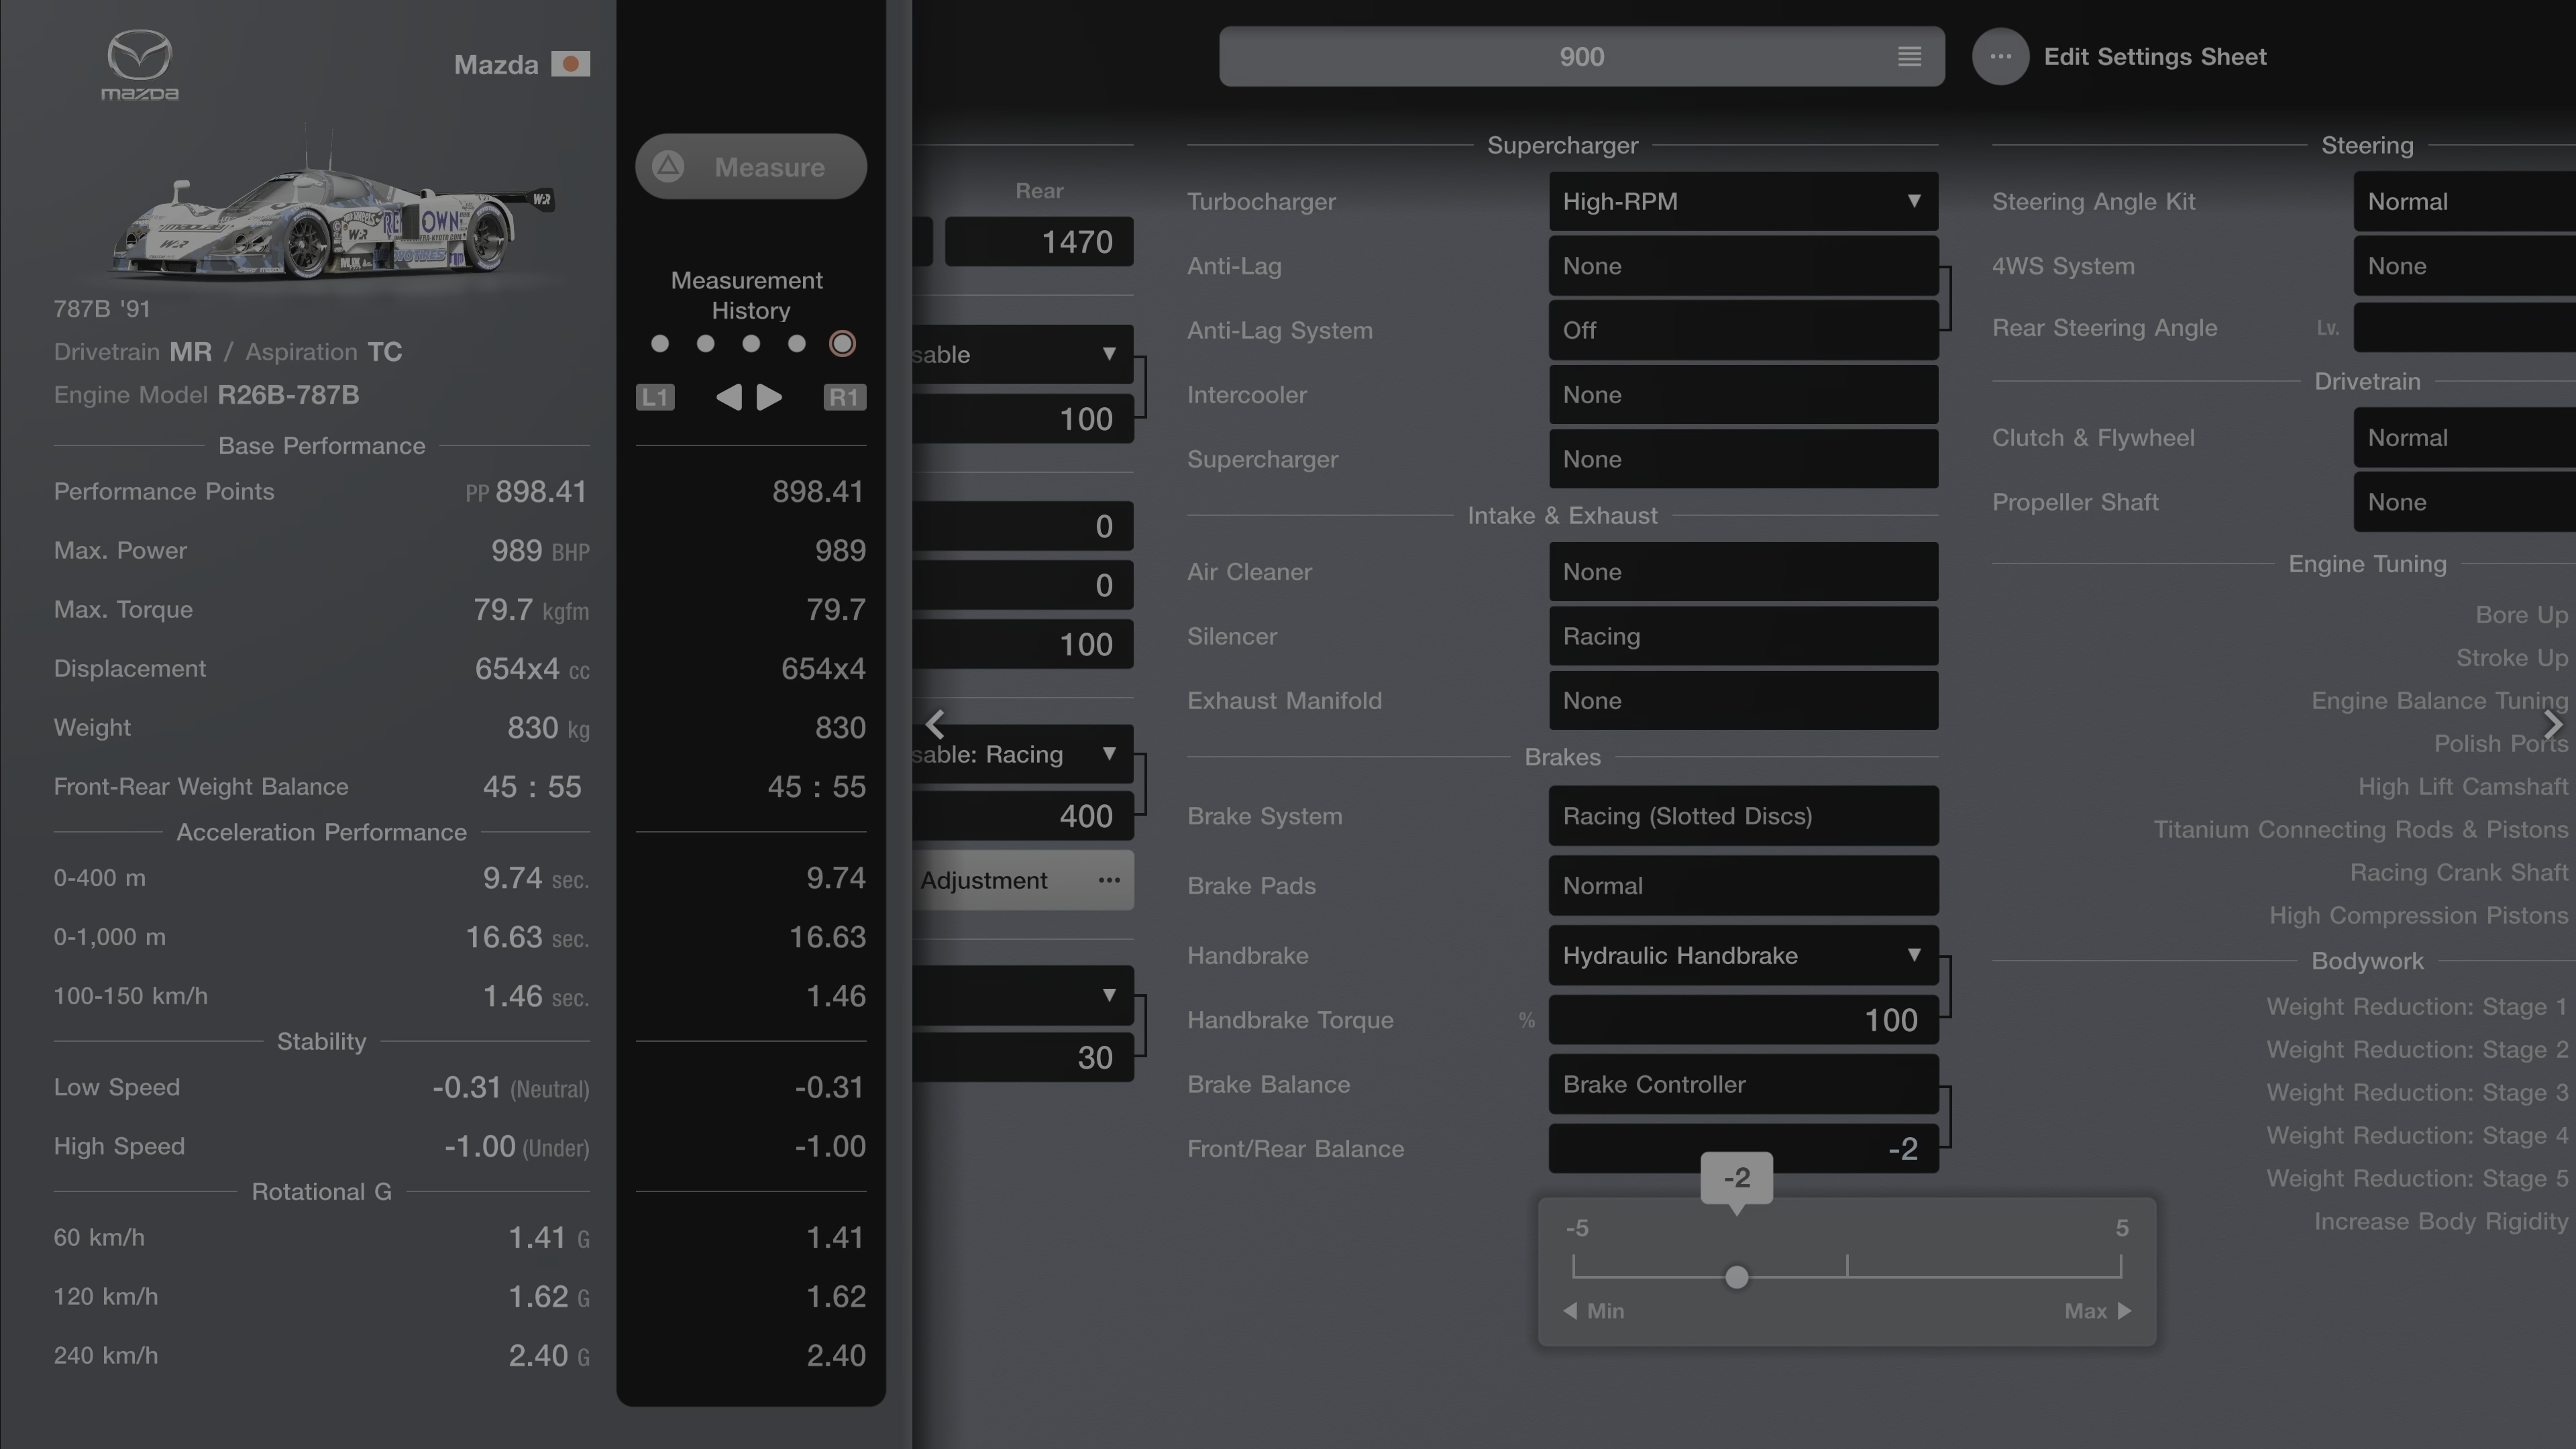 mazda
Mazda
787B '91
Drivetrain MR / Aspiration TC
Engine Model R26B-787B
Base Performance
Performance Points PP 898.41
Max. Power 989 BHP
Max. Torque 79.7 kgfm
Displacement 654x4 cc
Weight 830 kg
Front-Rear Weight Balance 45 : 55
Acceleration Performance
0-400 m 9.74 sec.
0-1,000 m 16.63 sec.
100-150 km/h 1.46 sec.
Stability
Low Speed -0.31 (Neutral)
High Speed -1.00 (Under)
Rotational G
60 km/h 1.41 G
120 km/h 1.62 G
240 km/h 2.40 G
Measure
Measurement
History
L1 R1
898.41
989
79.7
654x4
830
45 : 55
9.74
16.63
1.46
-0.31
-1.00
1.41
1.62
2.40
900
Edit Settings Sheet
Rear
1470
sable
100
0
0
100
sable: Racing
400
Adjustment
30
Supercharger
Turbocharger High-RPM
Anti-Lag None
Anti-Lag System Off
Intercooler None
Supercharger None
Intake & Exhaust
Air Cleaner None
Silencer Racing
Exhaust Manifold None
Brakes
Brake System Racing (Slotted Discs)
Brake Pads Normal
Handbrake Hydraulic Handbrake
Handbrake Torque % 100
Brake Balance Brake Controller
Front/Rear Balance -2
-2
-5 5
Min Max
Steering
Steering Angle Kit Normal
4WS System None
Rear Steering Angle Lv.
Drivetrain
Clutch & Flywheel Normal
Propeller Shaft None
Engine Tuning
Bore Up
Stroke Up
Engine Balance Tuning
Polish Ports
High Lift Camshaft
Titanium Connecting Rods & Pistons
Racing Crank Shaft
High Compression Pistons
Bodywork
Weight Reduction: Stage 1
Weight Reduction: Stage 2
Weight Reduction: Stage 3
Weight Reduction: Stage 4
Weight Reduction: Stage 5
Increase Body Rigidity